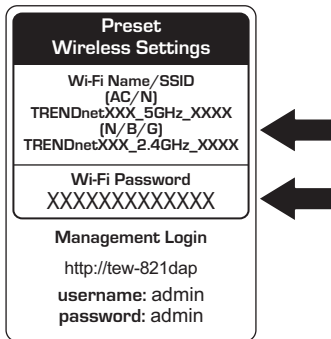 Preset
Wireless Settings
Wi-Fi Name/SSID
(AC/N)
TRENDnetXXX_5GHz_XXXX
(N/B/G)
TRENDnetXXX_2.4GHz_XXXX
Wi-Fi Password
XXXXXXXXXXXXX
Management Login
http://tew-821dap
username: admin
password: admin